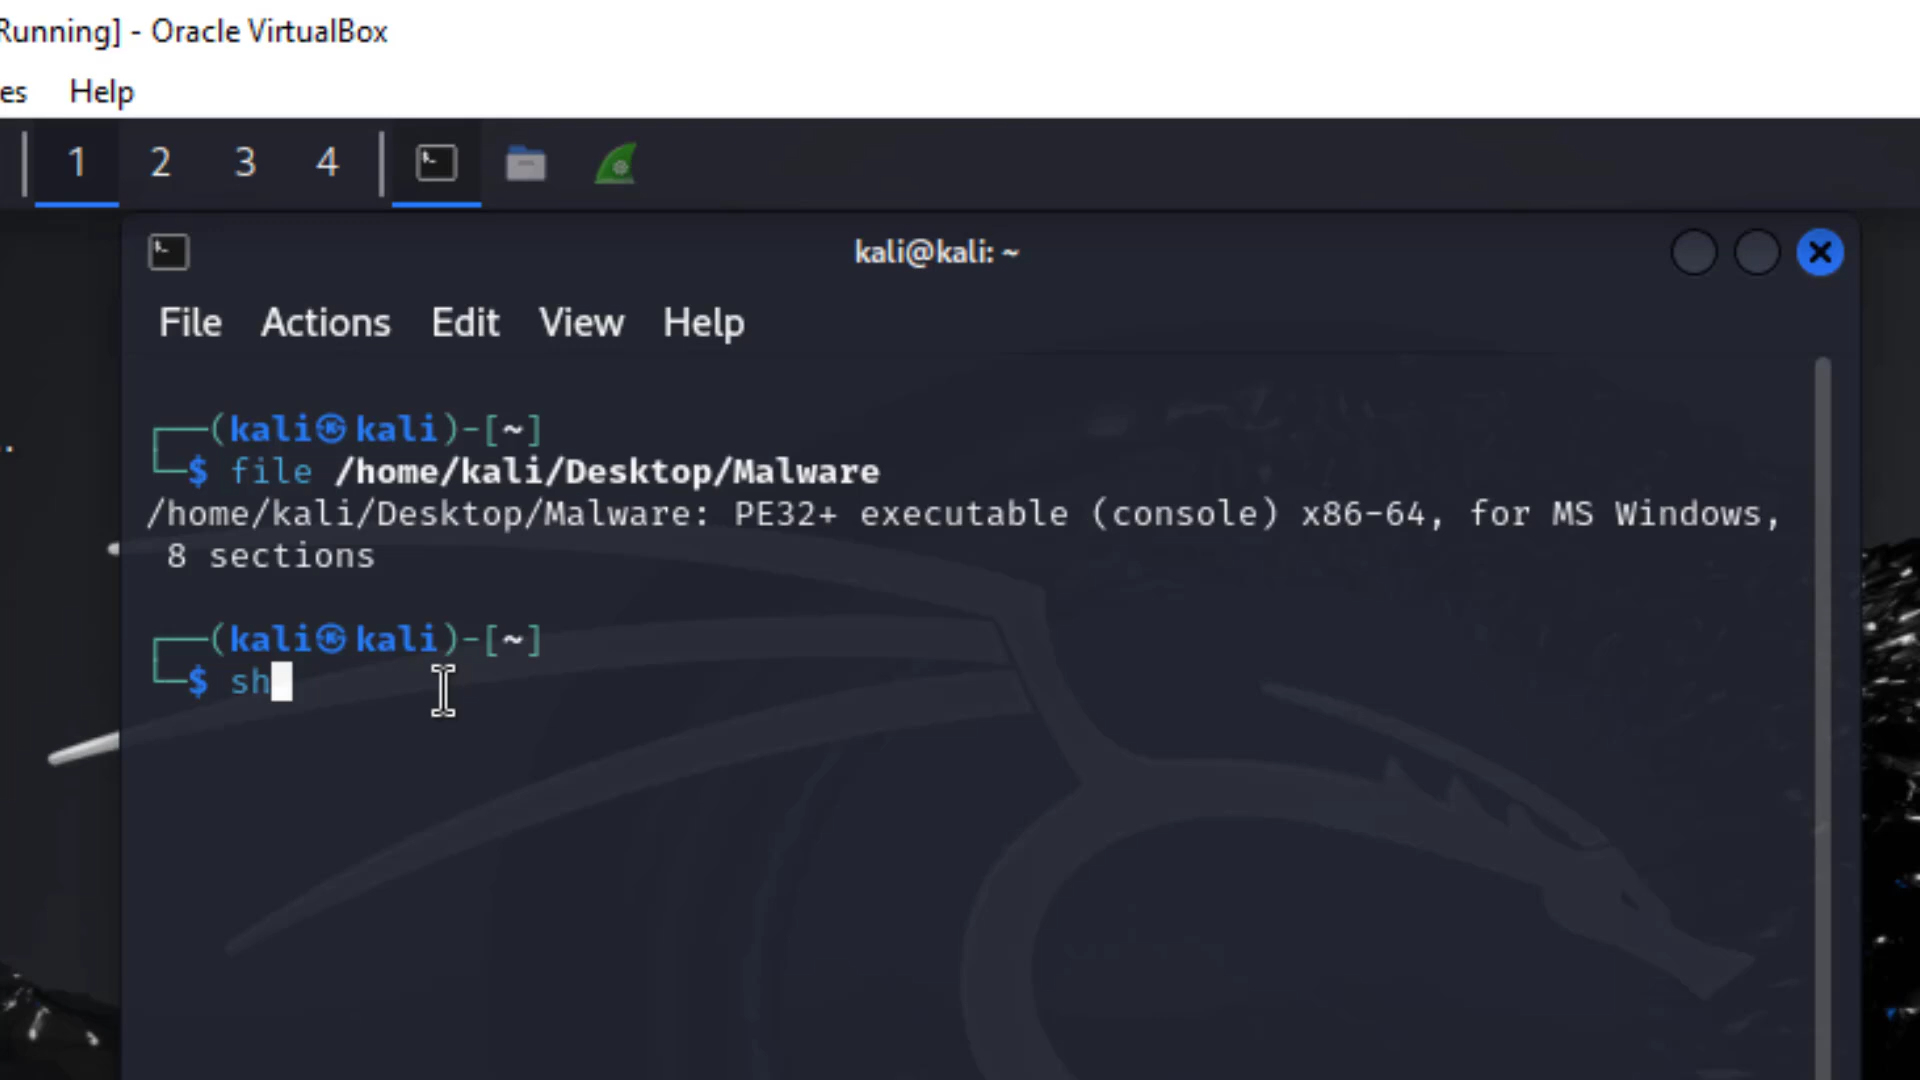 Running] - Oracle VirtualBox
es Help
1 2 3 4
kali@kali: ~
File Actions Edit View Help
┌──(kali㉿kali)-[~]
└─$ file /home/kali/Desktop/Malware
/home/kali/Desktop/Malware: PE32+ executable (console) x86-64, for MS Windows,
8 sections
┌──(kali㉿kali)-[~]
└─$ sh